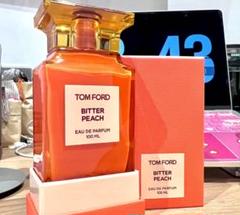 43
TOM FORD
BITTER
PEACH
EAU DE PARFUM
100 ML
TOM FORD
BITTER
PEACH
EAU DE PARFUM
100 ML